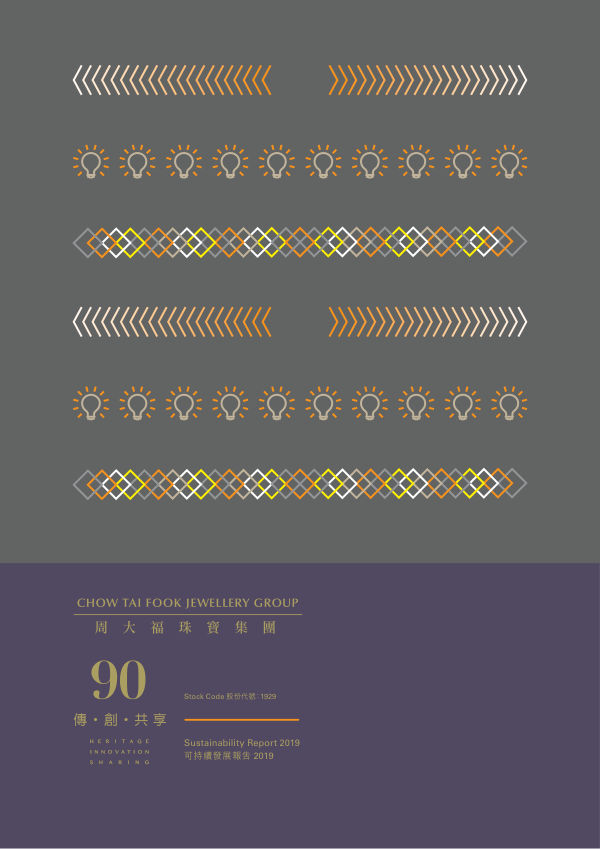 CHOW TAI FOOK JEWELLERY GROUP
周大福珠寶集團
90
傳・創・共享
HERITAGE
INNOVATION
SHARING
Stock Code 股份代號：1929
Sustainability Report 2019
可持續發展報告 2019